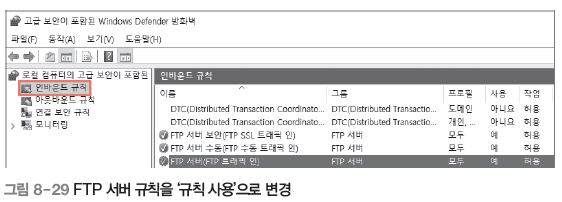 고급 보안이 포함된 Windows Defender 방화벽
파일(F) 동작(A) 보기(V) 도움말(H)
로컬 컴퓨터의 고급 보안이 포함된
인바운드 규칙
아웃바운드 규칙
연결 보안 규칙
모니터링
인바운드 규칙
이름 그룹 프로필 사용 작업
DTC(Distributed Transaction Coordinato... DTC(Distributed Transactio... 도메인 아니요 허용
DTC(Distributed Transaction Coordinato... DTC(Distributed Transactio... 개인, ... 아니요 허용
FTP 서버 보안(FTP SSL 트래픽 인) FTP 서버 모두 예 허용
FTP 서버 수동(FTP 수동 트래픽 인) FTP 서버 모두 예 허용
FTP 서버(FTP 트래픽 인) FTP 서버 모두 예 허용
그림 8-29 FTP 서버 규칙을 ‘규칙 사용’으로 변경